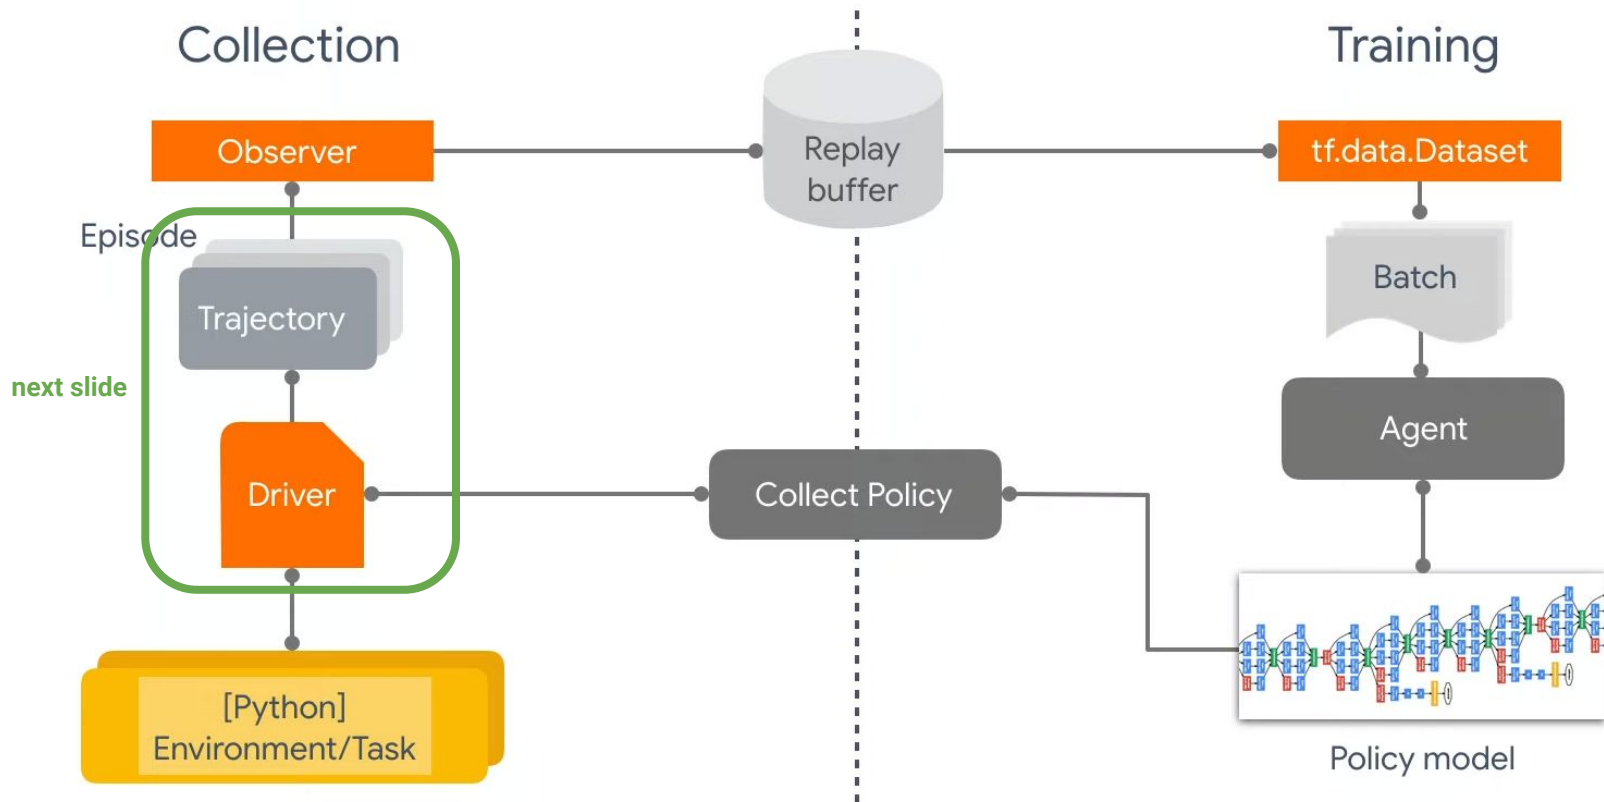 Collection
Training
Observer
Replay
buffer
tf.data.Dataset
Episode
Trajectory
Batch
next slide
Driver
Collect Policy
Agent
[Python]
Environment/Task
Policy model